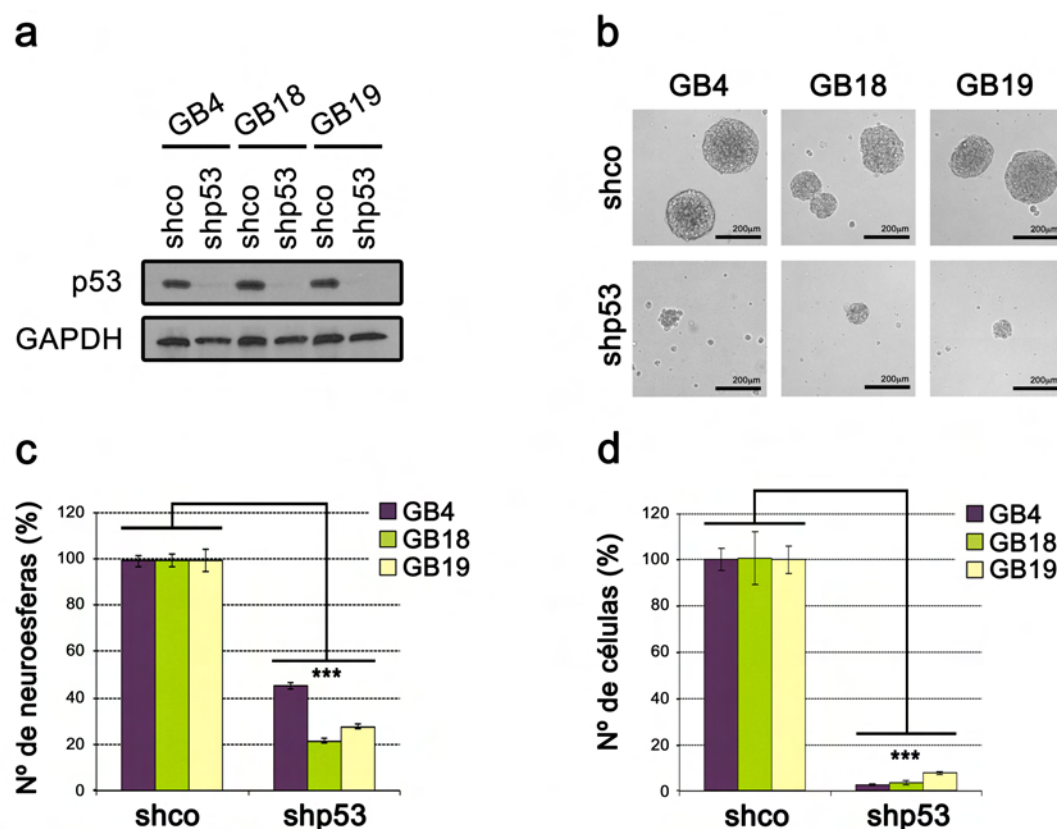 a
GB4 GB18 GB19
shco shp53 shco shp53 shco shp53
p53
GAPDH
b
GB4 GB18 GB19
shco
200µm 200µm 200µm
shp53
200µm 200µm 200µm
c
Nº de neuroesferas (%)
120
100
80
60
40
20
0
GB4
GB18
GB19
***
shco shp53
d
Nº de células (%)
120
100
80
60
40
20
0
GB4
GB18
GB19
***
shco shp53